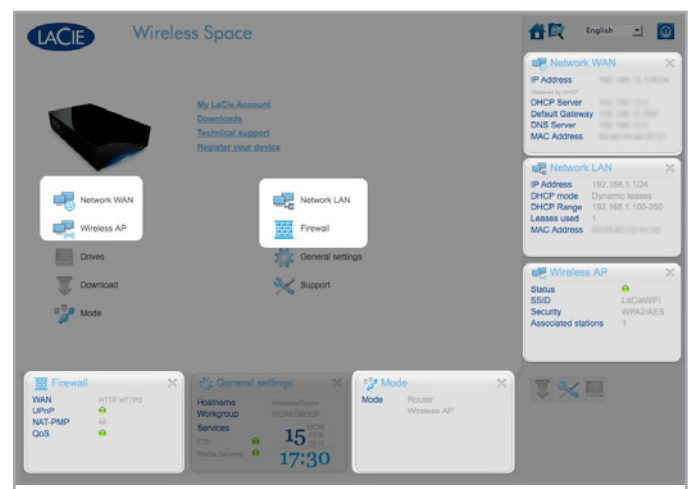 LACIE
Wireless Space
English
My LaCie Account
Downloads
Technical support
Register your device
Network WAN
Network LAN
Wireless AP
Firewall
Drives
General settings
Download
Support
Mode
Network WAN
IP Address
Obtained by DHCP
DHCP Server
Default Gateway
DNS Server
MAC Address
Network LAN
IP Address 192.168.1.1/24
DHCP mode Dynamic leases
DHCP Range 192.168.1.100-250
Leases used 1
MAC Address
Wireless AP
Status
SSID LaCieWiFi
Security WPA2/AES
Associated stations 1
Firewall
WAN HTTP HTTPS
UPnP
NAT-PMP
QoS
General settings
Hostname WirelessSpace
Workgroup WORKGROUP
Services
FTP
Media Servers
15 MON.
FEB.
2010
17:30
Mode
Mode Router
Wireless AP